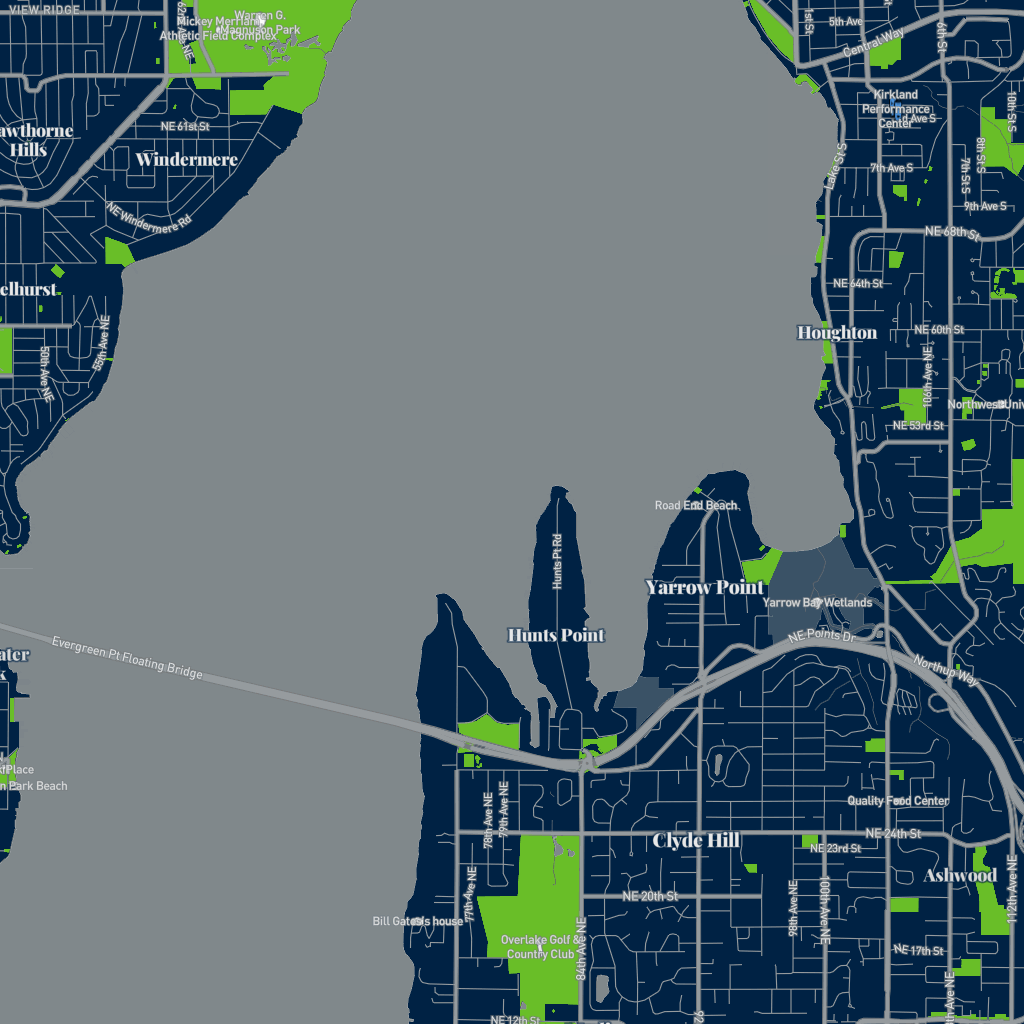 VIEW RIDGE
62nd Ave NE
Warren G.
Magnuson Park
Mickey Merriam
Athletic Field Complex
1st St
5th Ave
Central Way
6th St
Kirkland
Performance
Center
10th St S
NE 61st St
awthorne
Hills
Windermere
Lake St S
7th Ave S
7th St S
8th St S
9th Ave S
NE Windermere Rd
NE 68th St
elhurst
NE 64th St
55th Ave NE
50th Ave NE
Houghton
NE 60th St
106th Ave NE
Northwest Univ
NE 53rd St
Road End Beach
Hunts Pt Rd
Yarrow Point
Yarrow Bay Wetlands
Hunts Point
NE Points Dr
Evergreen Pt Floating Bridge
Northup Way
ater
k
Place
n Park Beach
78th Ave NE
79th Ave NE
Quality Food Center
Clyde Hill
NE 24th St
NE 23rd St
Ashwood
112th Ave NE
77th Ave NE
NE 20th St
98th Ave NE
100th Ave NE
Bill Gates's house
84th Ave NE
Overlake Golf &
Country Club
NE 17th St
NE 12th St
92
th Ave NE